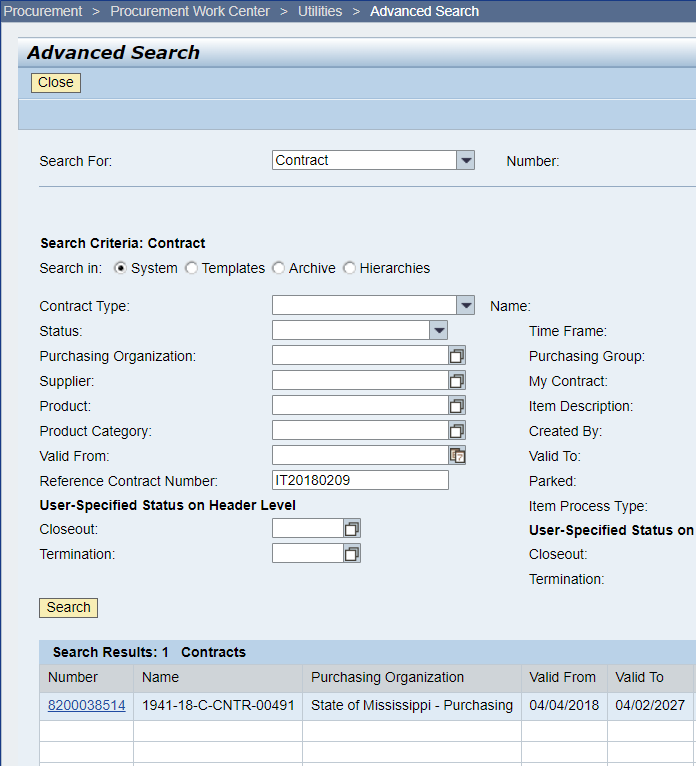 Procurement > Procurement Work Center > Utilities > Advanced Search
Advanced Search
Close
Search For: Contract Number:
Search Criteria: Contract
Search in: System Templates Archive Hierarchies
Contract Type: Name:
Status: Time Frame:
Purchasing Organization: Purchasing Group:
Supplier: My Contract:
Product: Item Description:
Product Category: Created By:
Valid From: Valid To:
Reference Contract Number: IT20180209 Parked:
User-Specified Status on Header Level Item Process Type:
Closeout: User-Specified Status on
Termination: Closeout:
Termination:
Search
Search Results: 1 Contracts
Number Name Purchasing Organization Valid From Valid To
8200038514 1941-18-C-CNTR-00491 State of Mississippi - Purchasing 04/04/2018 04/02/2027